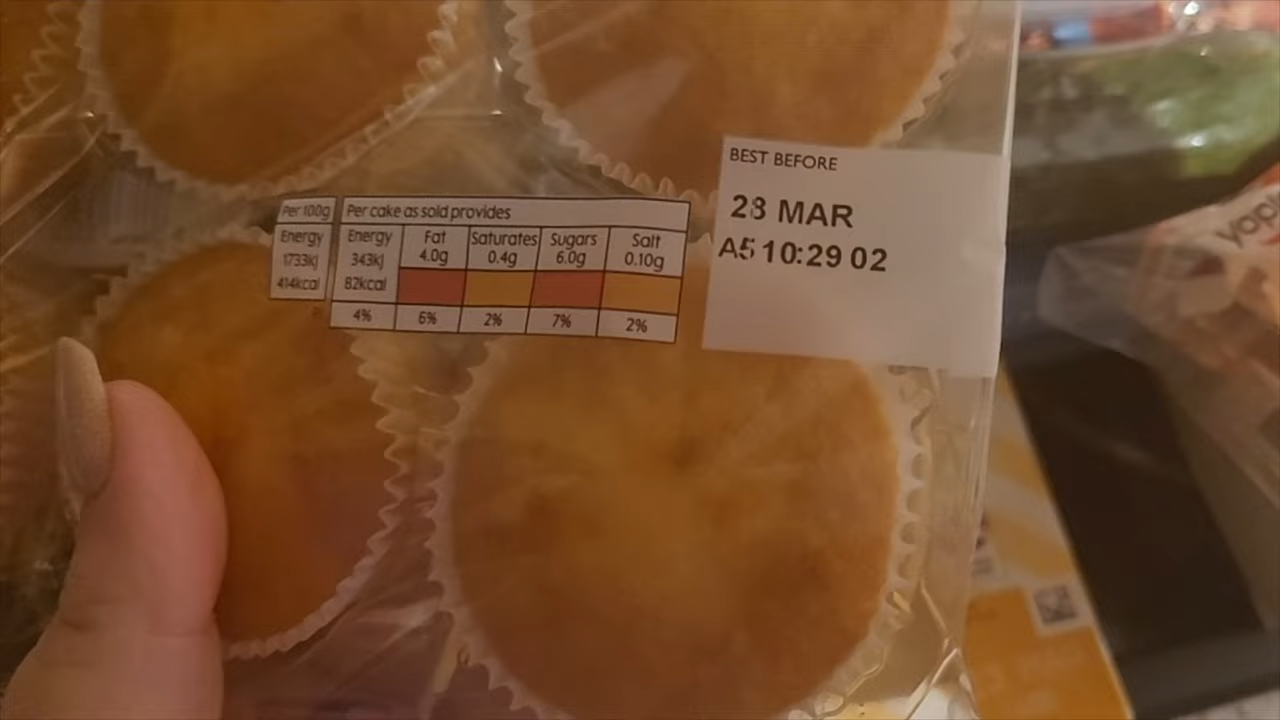 Per 100g
Energy
1733kJ
414kcal
Per cake as sold provides
Energy 343kJ 82kcal
Fat 4.0g
Saturates 0.4g
Sugars 6.0g
Salt 0.10g
4% 6% 2% 7% 2%
BEST BEFORE
28 MAR
A5 10:29 02